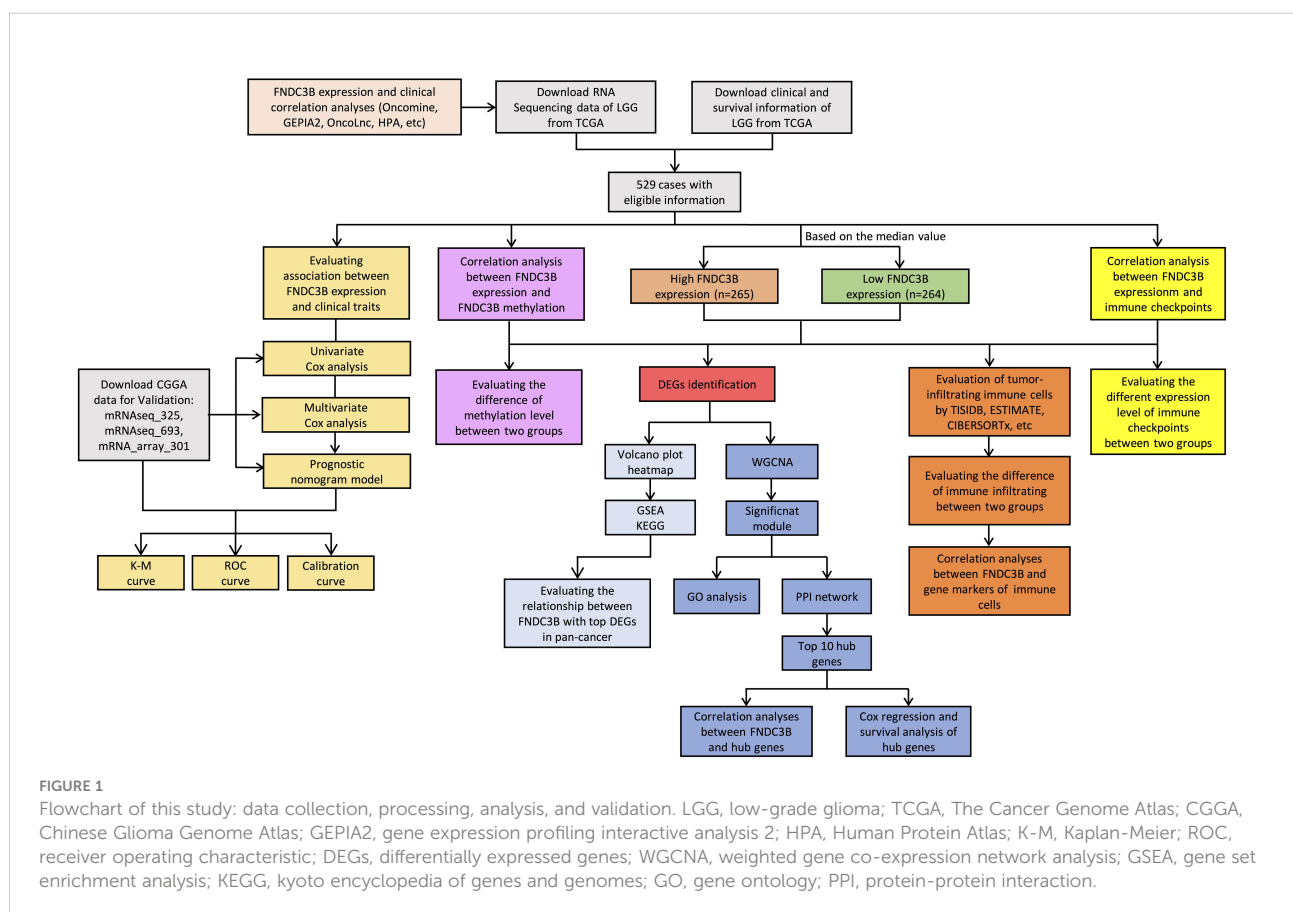 FNDC3B expression and clinical
correlation analyses (Oncomine,
GEPIA2, OncoLnc, HPA, etc)
Download RNA
Sequencing data of LGG
from TCGA
Download clinical and
survival information of
LGG from TCGA
529 cases with
eligible information
Based on the median value
Evaluating
association between
FNDC3B expression
and clinical traits
Correlation analysis
between FNDC3B
expression and
FNDC3B methylation
High FNDC3B
expression (n=265)
Low FNDC3B
expression (n=264)
Correlation analysis
between FNDC3B
expressionm and
immune checkpoints
Univariate
Cox analysis
Download CGGA
data for Validation:
mRNAseq_325,
mRNAseq_693,
mRNA_array_301
Multivariate
Cox analysis
Prognostic
nomogram model
Evaluating the
difference of
methylation level
between two groups
DEGs identification
Evaluation of tumor-
infiltrating immune cells
by TISIDB, ESTIMATE,
CIBERSORTx, etc
Evaluating the
different expression
level of immune
checkpoints
between two groups
Volcano plot
heatmap
WGCNA
Evaluating the difference
of immune infiltrating
between two groups
GSEA
KEGG
Significnat
module
K-M
curve
ROC
curve
Calibration
curve
Evaluating the
relationship between
FNDC3B with top DEGs
in pan-cancer
GO analysis
PPI network
Correlation analyses
between FNDC3B and
gene markers of immune
cells
Top 10 hub
genes
Correlation analyses
between FNDC3B
and hub genes
Cox regression and
survival analysis of
hub genes
FIGURE 1
Flowchart of this study: data collection, processing, analysis, and validation. LGG, low-grade glioma; TCGA, The Cancer Genome Atlas; CGGA,
Chinese Glioma Genome Atlas; GEPIA2, gene expression profiling interactive analysis 2; HPA, Human Protein Atlas; K-M, Kaplan-Meier; ROC,
receiver operating characteristic; DEGs, differentially expressed genes; WGCNA, weighted gene co-expression network analysis; GSEA, gene set
enrichment analysis; KEGG, kyoto encyclopedia of genes and genomes; GO, gene ontology; PPI, protein-protein interaction.